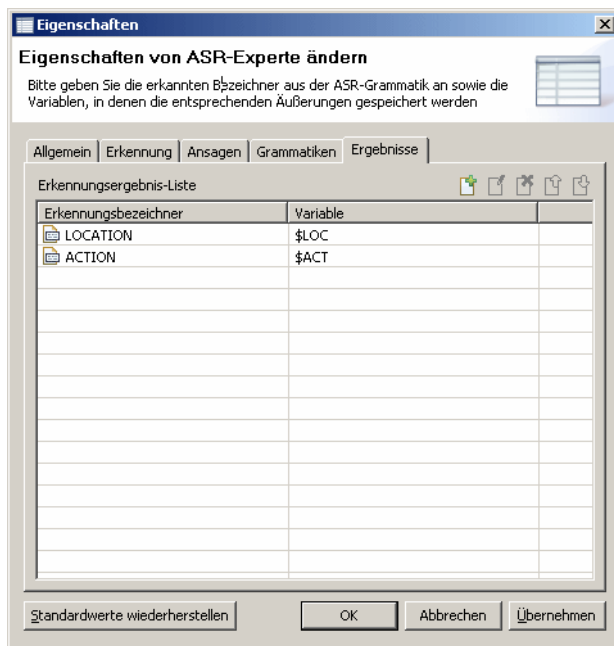 Eigenschaften
Eigenschaften von ASR-Experte ändern
Bitte geben Sie die erkannten Bezeichner aus der ASR-Grammatik an sowie die
Variablen, in denen die entsprechenden Äußerungen gespeichert werden
Allgemein Erkennung Ansagen Grammatiken Ergebnisse
Erkennungsergebnis-Liste
Erkennungsbezeichner Variable
LOCATION $LOC
ACTION $ACT
Standardwerte wiederherstellen OK Abbrechen Übernehmen